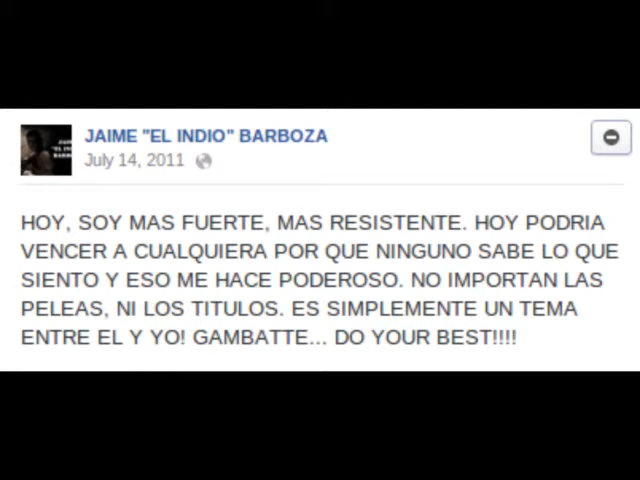 JAIME "EL INDIO" BARBOZA
July 14, 2011
HOY, SOY MAS FUERTE, MAS RESISTENTE. HOY PODRIA
VENCER A CUALQUIERA POR QUE NINGUNO SABE LO QUE
SIENTO Y ESO ME HACE PODEROSO. NO IMPORTAN LAS
PELEAS, NI LOS TITULOS. ES SIMPLEMENTE UN TEMA
ENTRE EL Y YO! GAMBATTE... DO YOUR BEST!!!!